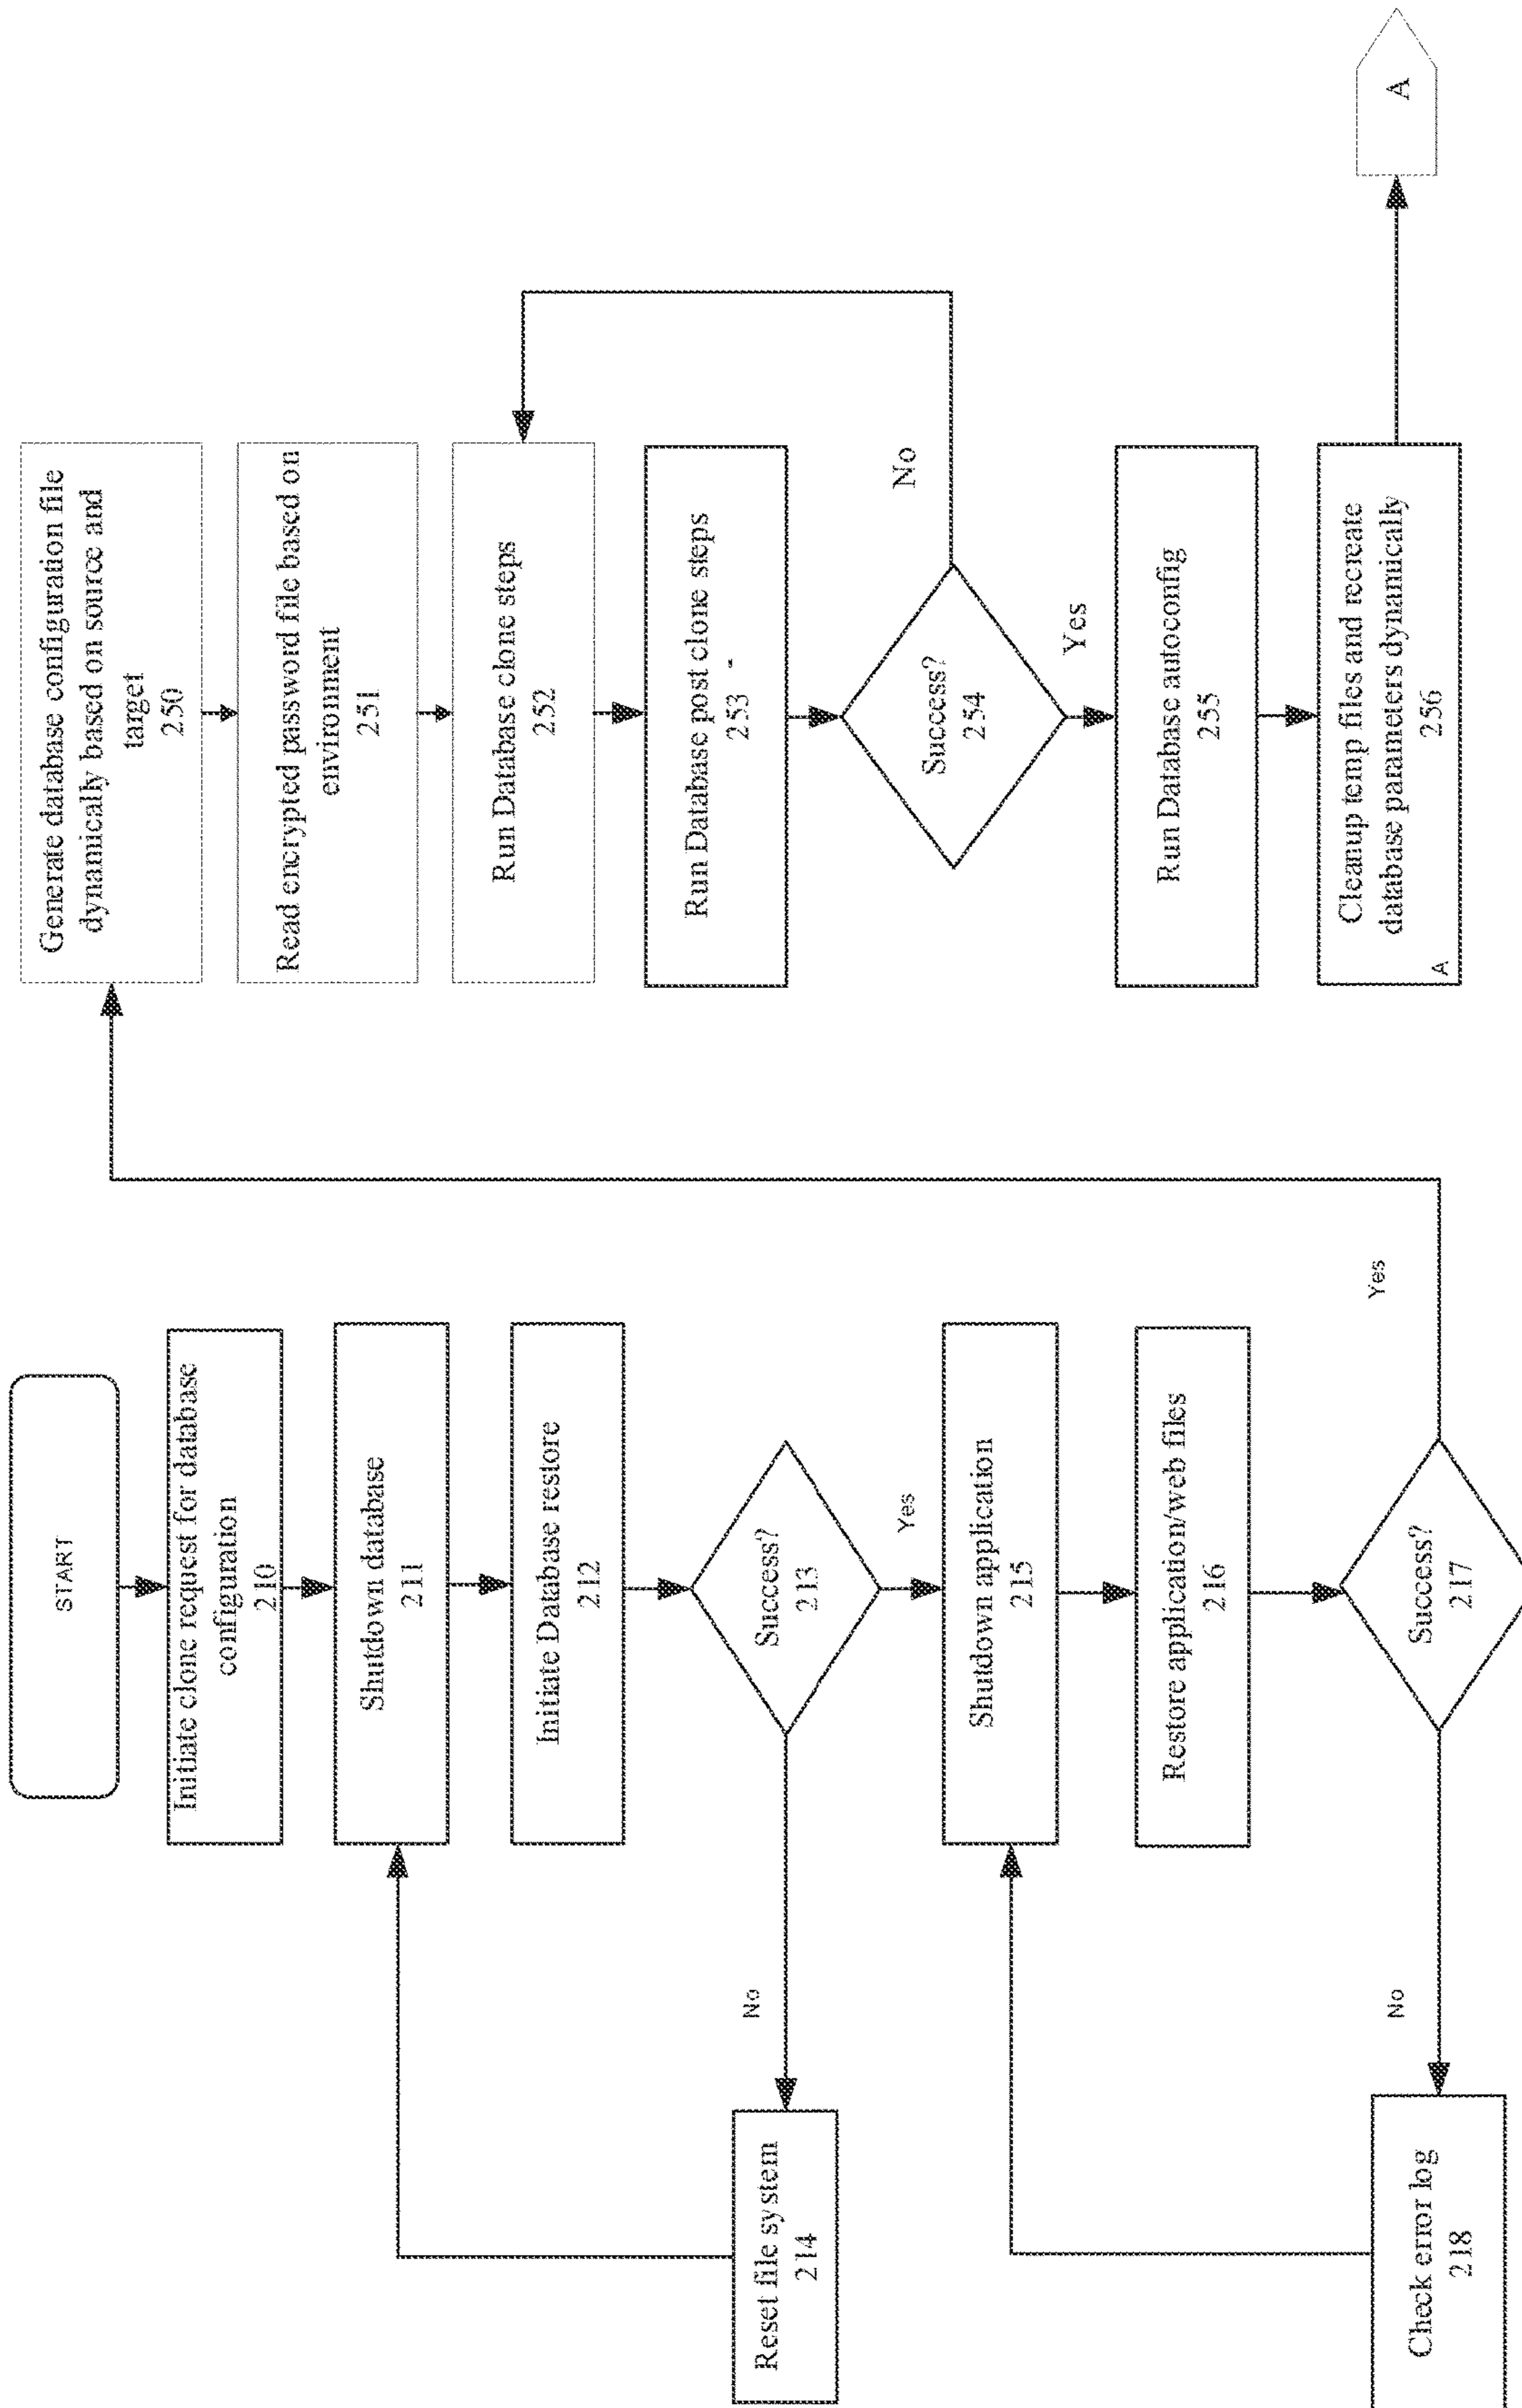 START
Initiate clone request for database
configuration
210
Shutdown database
211
Initiate Database restore
212
Success?
213
No
Yes
Reset file system
214
Shutdown application
215
Restore application/web files
216
Success?
217
No
Yes
Check error log
218
Generate database configuration file
dynamically based on source and
target
250
Read encrypted password file based on
environment
251
Run Database clone steps
252
Run Database post clone steps -
253
Success?
254
No
Yes
Run Database autoconfig
255
Cleanup temp files and recreate
database parameters dynamically
256
A
A